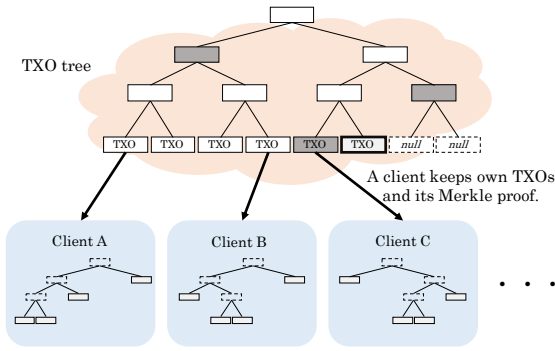 TXO tree
TXO TXO TXO TXO TXO TXO null null
A client keeps own TXOs
and its Merkle proof.
Client A Client B Client C
. . .